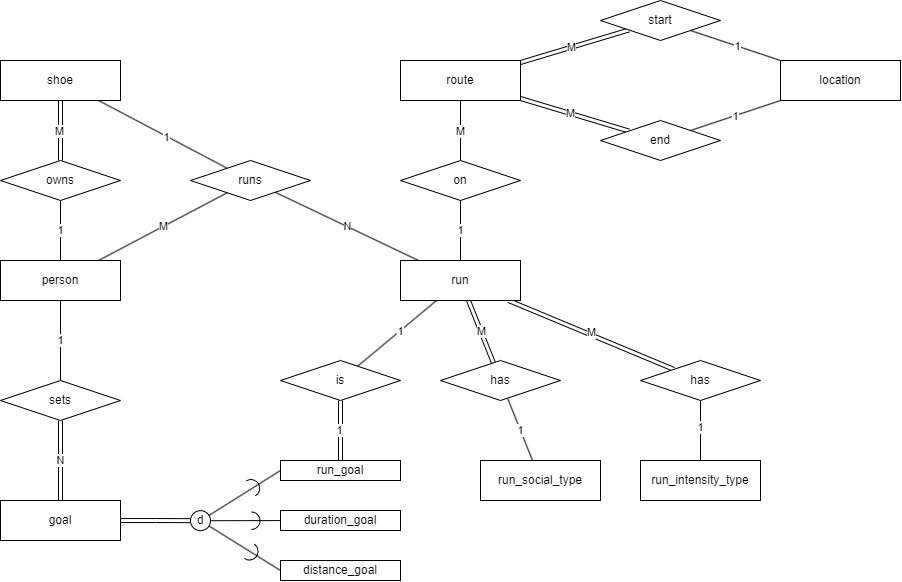 start
M
1
shoe
route
location
M
1
M
1
M
1
owns
runs
on
end
1
M
N
1
person
run
1
1
M
M
sets
is
has
has
N
1
1
1
run_goal
run_social_type
run_intensity_type
goal
d
duration_goal
distance_goal